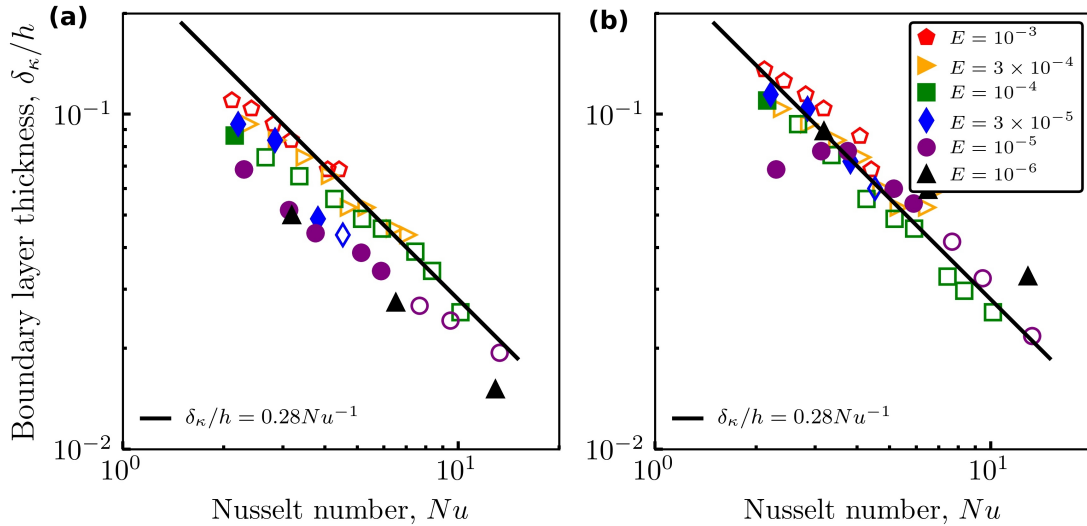 (a)
Boundary layer thickness, δκ/h
10⁻¹
10⁻²
10⁰
10¹
δκ/h = 0.28Nu⁻¹
Nusselt number, Nu
(b)
10⁻¹
10⁻²
10⁰
10¹
E = 10⁻³
E = 3 × 10⁻⁴
E = 10⁻⁴
E = 3 × 10⁻⁵
E = 10⁻⁵
E = 10⁻⁶
δκ/h = 0.28Nu⁻¹
Nusselt number, Nu